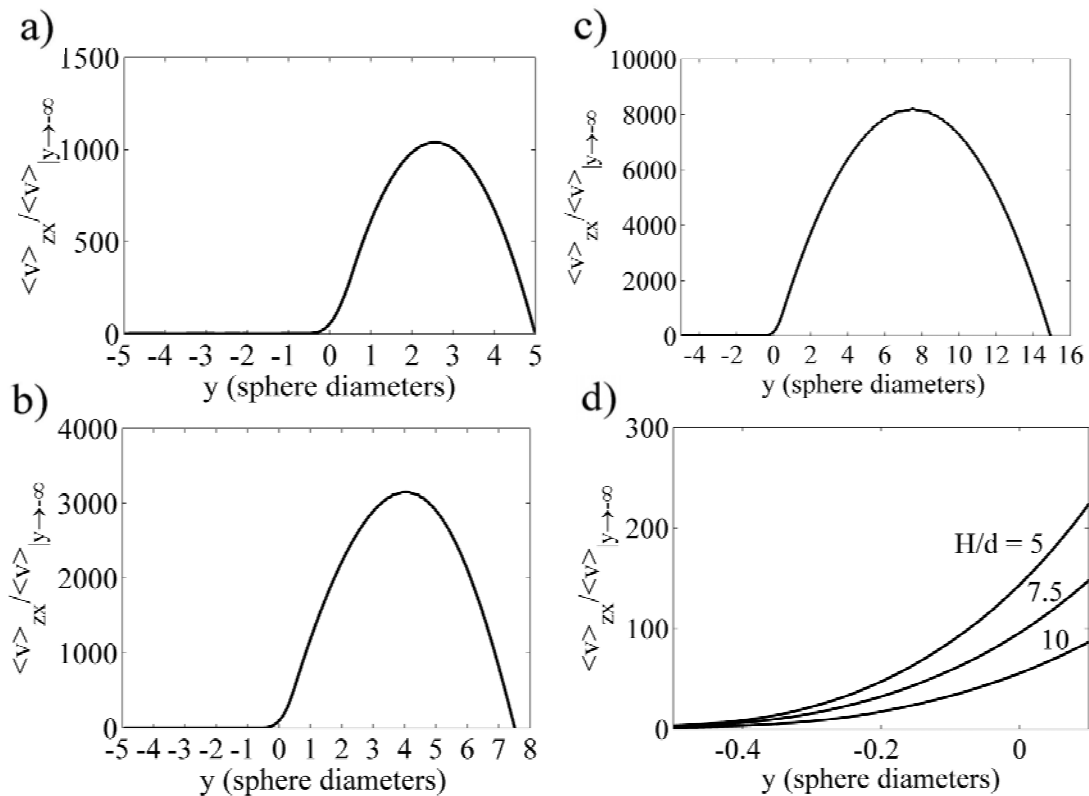 a)
1500
1000
500
0
-5 -4 -3 -2 -1 0 1 2 3 4 5
y (sphere diameters)
<v>zx/<v>|y→-∞
c)
10000
8000
6000
4000
2000
0
-4 -2 0 2 4 6 8 10 12 14 16
y (sphere diameters)
<v>zx/<v>|y→-∞
b)
4000
3000
2000
1000
0
-5 -4 -3 -2 -1 0 1 2 3 4 5 6 7 8
y (sphere diameters)
<v>zx/<v>|y→-∞
d)
300
200
100
0
-0.4 -0.2 0
y (sphere diameters)
<v>zx/<v>|y→-∞
H/d = 5
7.5
10